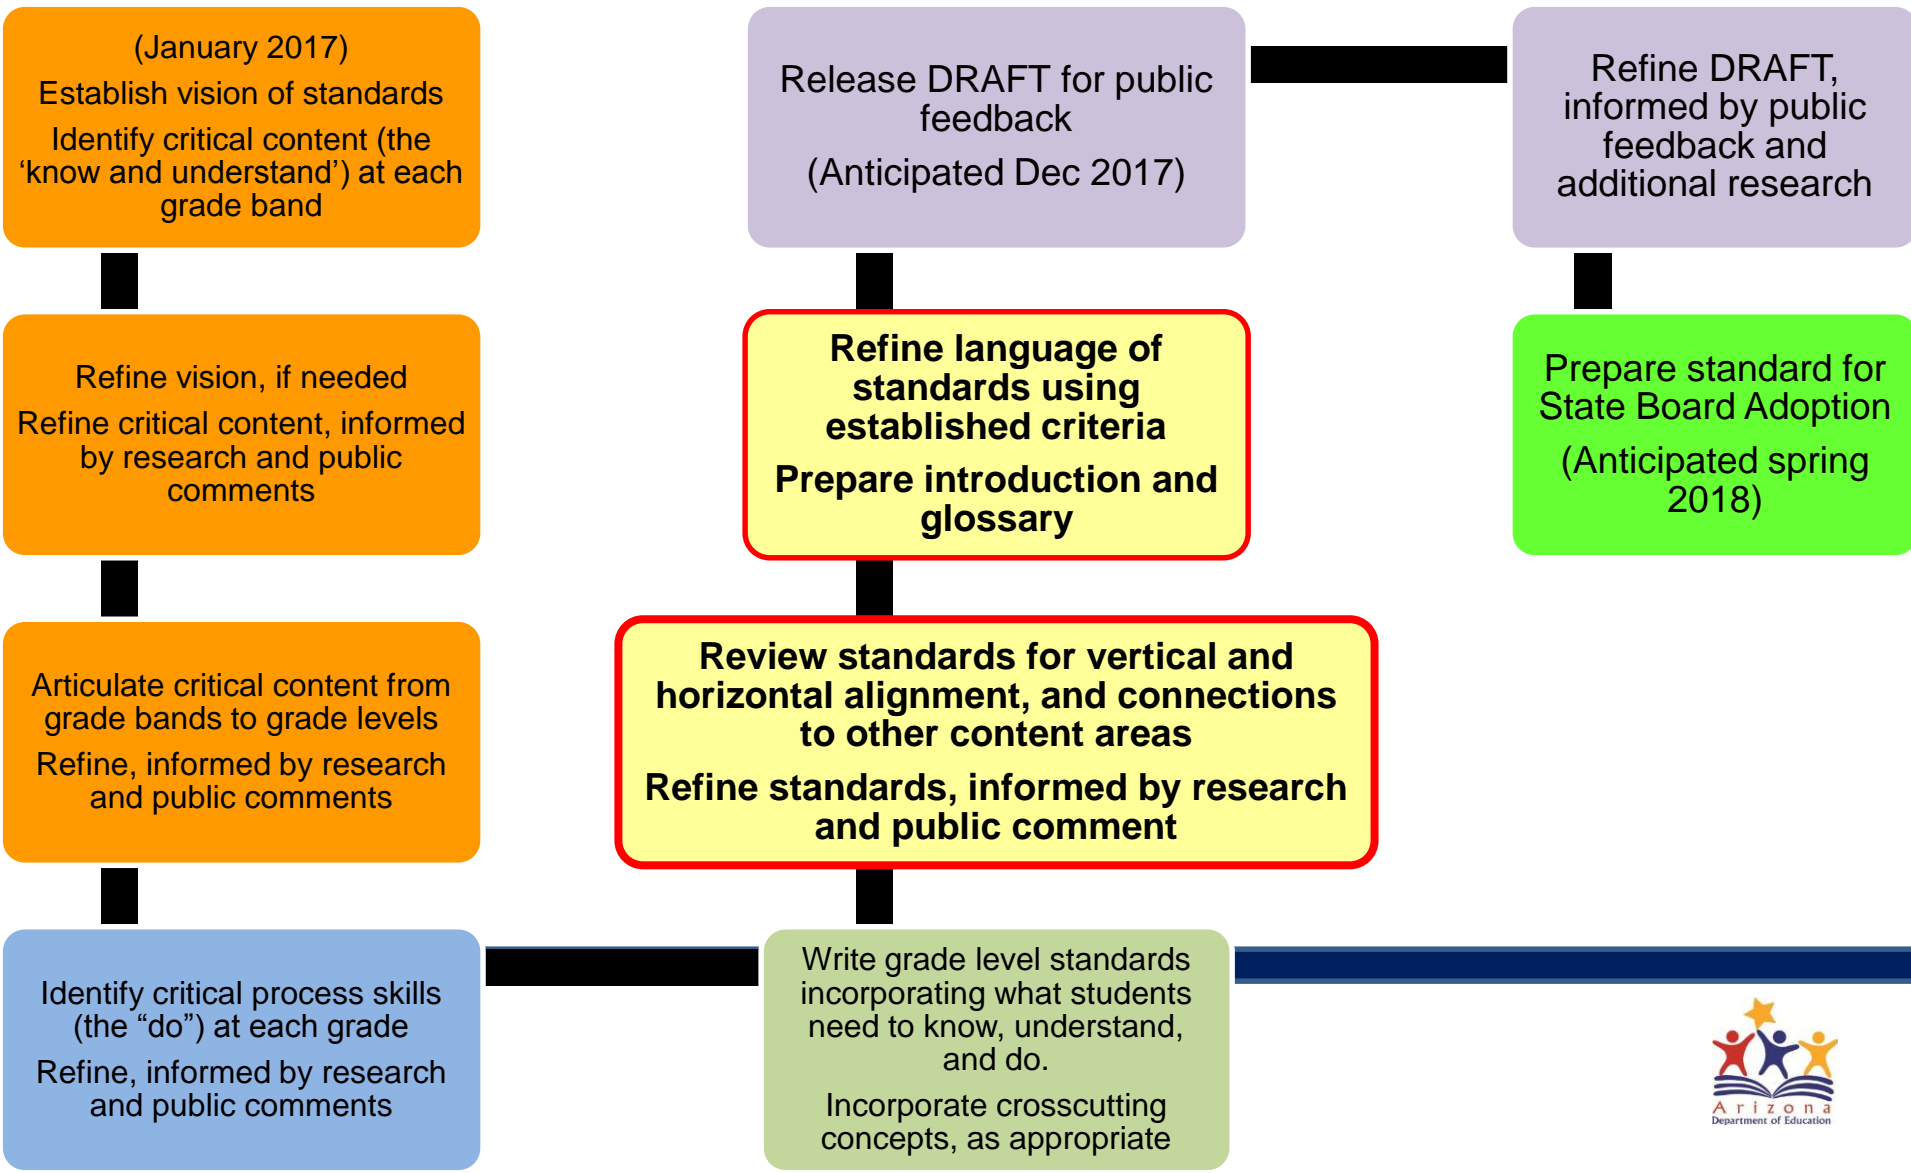 (January 2017)
Establish vision of standards
Identify critical content (the
‘know and understand’) at each
grade band
Refine vision, if needed
Refine critical content, informed
by research and public
comments
Articulate critical content from
grade bands to grade levels
Refine, informed by research
and public comments
Identify critical process skills
(the “do”) at each grade
Refine, informed by research
and public comments
Write grade level standards
incorporating what students
need to know, understand,
and do.
Incorporate crosscutting
concepts, as appropriate
Review standards for vertical and
horizontal alignment, and connections
to other content areas
Refine standards, informed by research
and public comment
Refine language of
standards using
established criteria
Prepare introduction and
glossary
Release DRAFT for public
feedback
(Anticipated Dec 2017)
Refine DRAFT,
informed by public
feedback and
additional research
Prepare standard for
State Board Adoption
(Anticipated spring
2018)
Arizona
Department of Education